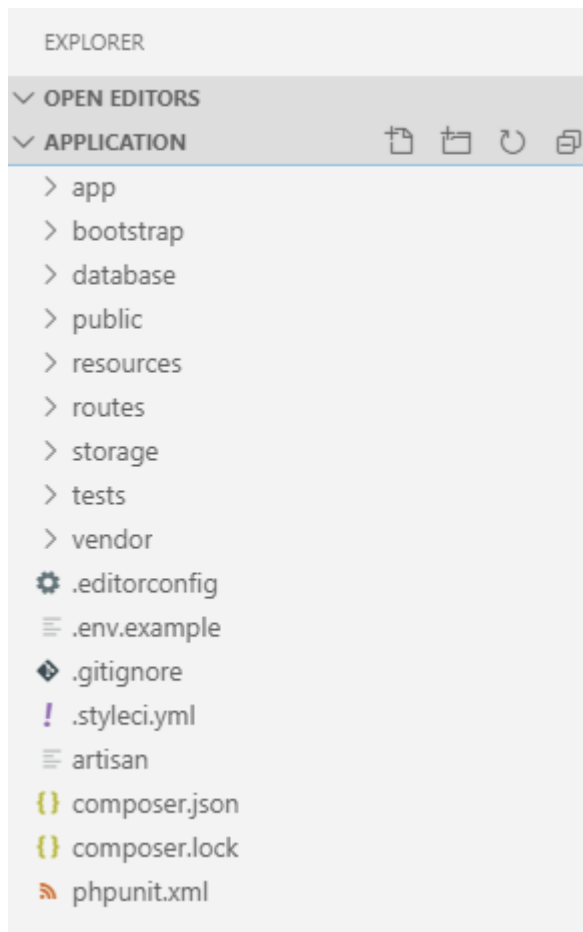 EXPLORER
OPEN EDITORS
APPLICATION
app
bootstrap
database
public
resources
routes
storage
tests
vendor
.editorconfig
.env.example
.gitignore
.styleci.yml
artisan
composer.json
composer.lock
phpunit.xml